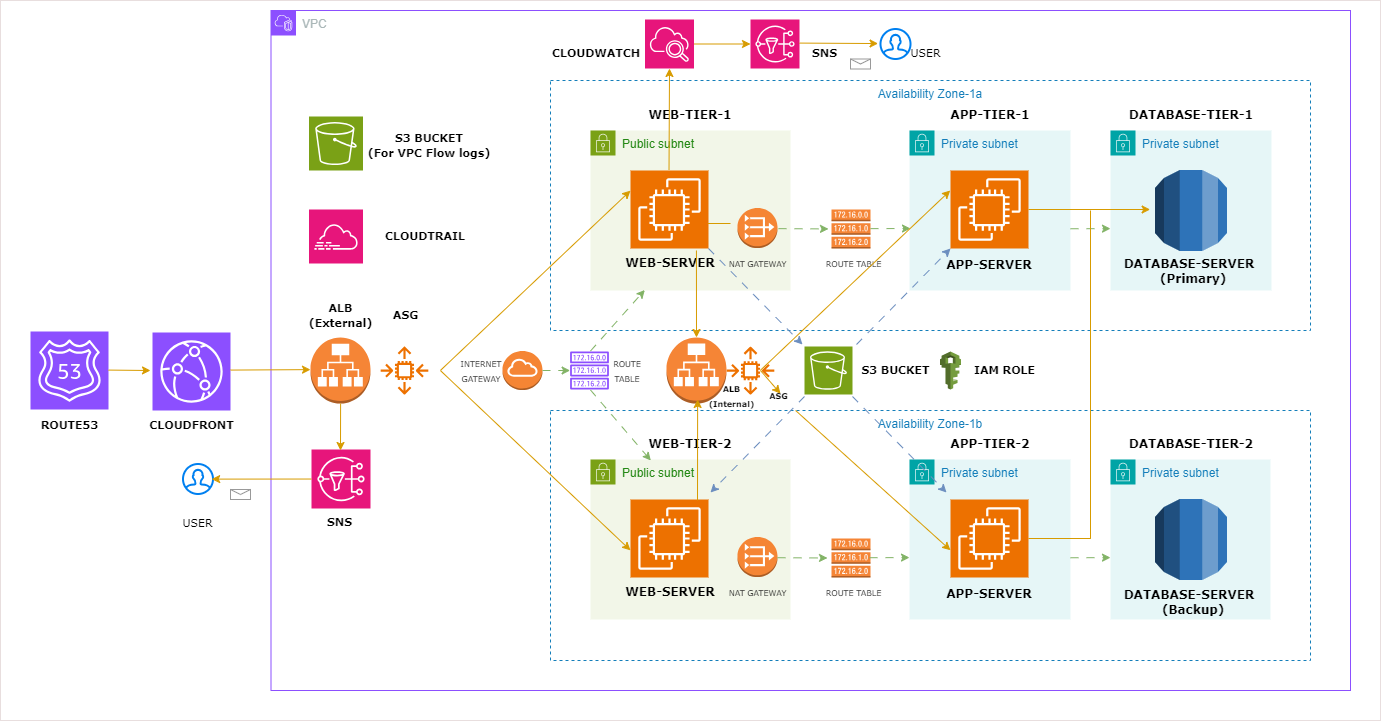 VPC
CLOUDWATCH
SNS
USER
Availability Zone-1a
WEB-TIER-1
APP-TIER-1
DATABASE-TIER-1
S3 BUCKET
(For VPC Flow logs)
Public subnet
Private subnet
Private subnet
CLOUDTRAIL
172.16.0.0
172.16.1.0
172.16.2.0
WEB-SERVER
NAT GATEWAY
ROUTE TABLE
APP-SERVER
DATABASE-SERVER
(Primary)
ALB
(External)
ASG
53
ROUTE53
CLOUDFRONT
INTERNET
GATEWAY
172.16.0.0
172.16.1.0
172.16.2.0
ROUTE
TABLE
ALB
(Internal)
ASG
S3 BUCKET
IAM ROLE
Availability Zone-1b
WEB-TIER-2
APP-TIER-2
DATABASE-TIER-2
Public subnet
Private subnet
Private subnet
USER
SNS
172.16.0.0
172.16.1.0
172.16.2.0
WEB-SERVER
NAT GATEWAY
ROUTE TABLE
APP-SERVER
DATABASE-SERVER
(Backup)